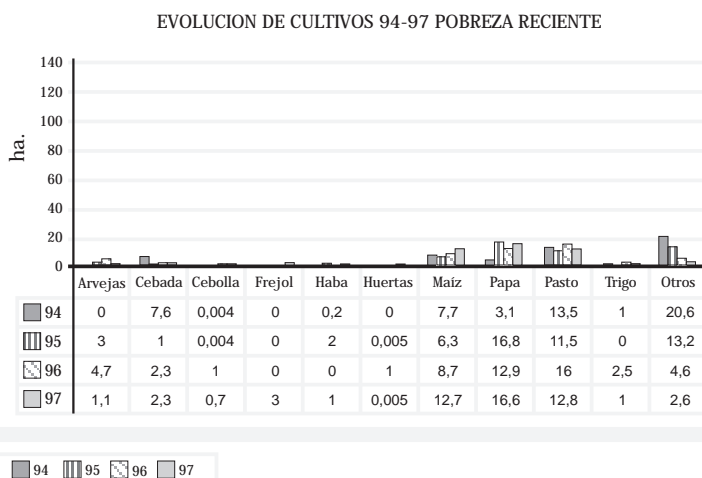 EVOLUCION DE CULTIVOS 94-97 POBREZA RECIENTE
140
120
100
80
60
40
20
0
ha.
Arvejas Cebada Cebolla Frejol Haba Huertas Maíz Papa Pasto Trigo Otros
94 0 7,6 0,004 0 0,2 0 7,7 3,1 13,5 1 20,6
95 3 1 0,004 0 2 0,005 6,3 16,8 11,5 0 13,2
96 4,7 2,3 1 0 0 1 8,7 12,9 16 2,5 4,6
97 1,1 2,3 0,7 3 1 0,005 12,7 16,6 12,8 1 2,6
94 95 96 97